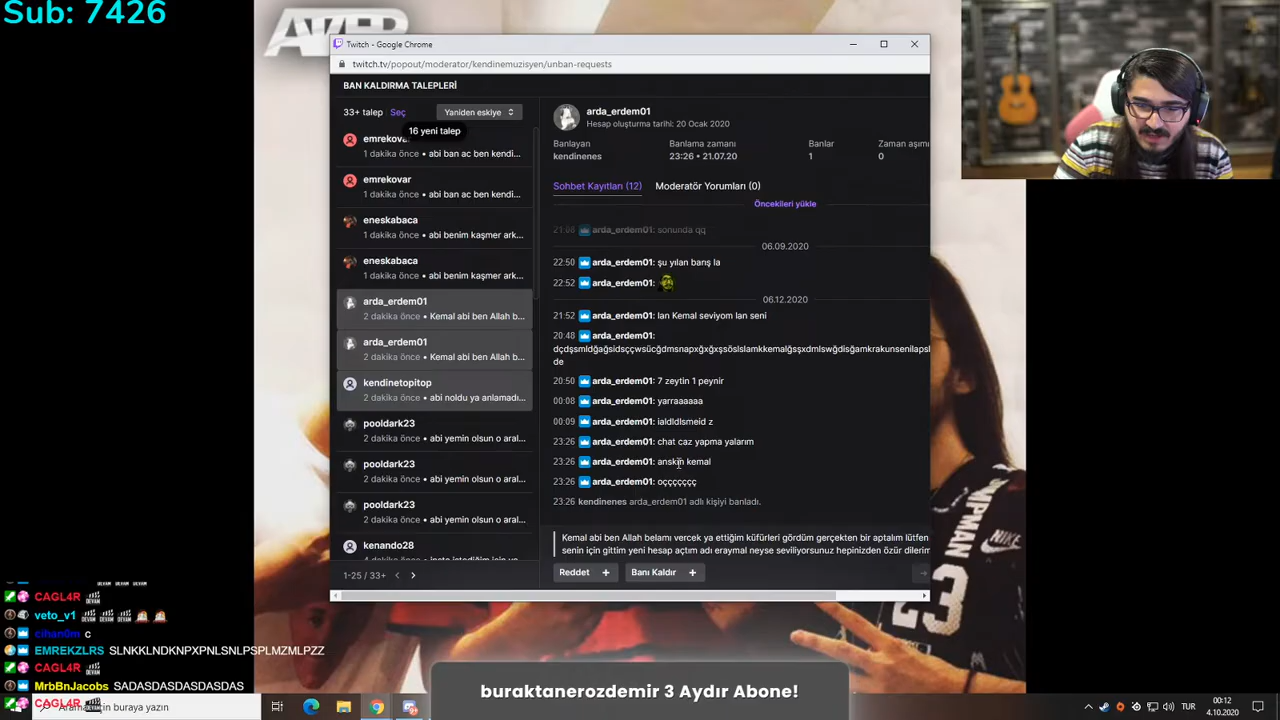 Sub: 7426
Twitch - Google Chrome
twitch.tv/popout/moderator/kendinemuzisyen/unban-requests
BAN KALDIRMA TALEPLERİ
33+ talep Seç Yaniden eskiye
16 yeni talep
emrekovar
1 dakika önce • abi ban ac ben kendi...
emrekovar
1 dakika önce • abi ban ac ben kendi...
eneskabaca
1 dakika önce • abi benim kaşmer ark...
eneskabaca
1 dakika önce • abi benim kaşmer ark...
arda_erdem01
2 dakika önce • Kemal abi ben Allah b...
arda_erdem01
2 dakika önce • Kemal abi ben Allah b...
kendinetopitop
2 dakika önce • abi noldu ya anlamadı...
pooldark23
2 dakika önce • abi yemin olsun o aral...
pooldark23
2 dakika önce • abi yemin olsun o aral...
pooldark23
2 dakika önce • abi yemin olsun o aral...
kenando28
1-25 / 33+
arda_erdem01
Hesap oluşturma tarihi: 20 Ocak 2020
Banlayan Banlama zamanı Banlar Zaman aşımı
kendinenes 23:26 • 21.07.20 1 0
Sohbet Kayıtları (12) Moderatör Yorumları (0)
Öncekileri yükle
21:08 arda_erdem01: sonunda qq
06.09.2020
22:50 arda_erdem01: şu yılan barış la
22:52 arda_erdem01:
06.12.2020
21:52 arda_erdem01: lan Kemal seviyom lan seni
20:48 arda_erdem01:
dçdşsmldğağsidsççwsücğdmsnapxğxğxşsöslslamkkemalğşsxdmlswğdisğamkrakunsenilapsl
de
20:50 arda_erdem01: 7 zeytin 1 peynir
00:08 arda_erdem01: yarraaaaaa
00:09 arda_erdem01: ialdldlsmeid z
23:26 arda_erdem01: chat caz yapma yalarım
23:26 arda_erdem01: anskin kemal
23:26 arda_erdem01: oççççççç
23:26 kendinenes arda_erdem01 adlı kişiyi banladı.
Kemal abi ben Allah belamı vercek ya ettiğim küfürleri gördüm gerçekten bir aptalım lütfen
senin için gittim yeni hesap açtım adı eraymal neyse seviliyorsunuz hepinizden özür dilerim
Reddet + Banı Kaldır +
CAGL4R
veto_v1
cihan0m c
EMREKZLRS SLNKKLNDKNPXPNLSNLPSPLMZMLPZZ
CAGL4R
MrbBnJacobs SADASDASDASDASDAS
CAGL4R
buraya yazın
buraktanerozdemir 3 Aydır Abone!
TUR
00:12
4.10.2020